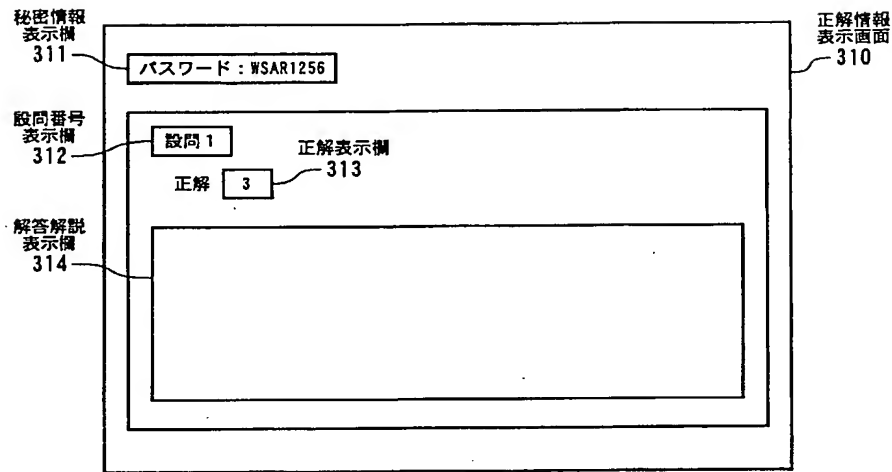 秘密情報
表示欄
311
パスワード：WSAR1256
正解情報
表示画面
310
設問番号
表示欄
312
設問1
正解表示欄
313
正解 3
解答解説
表示欄
314